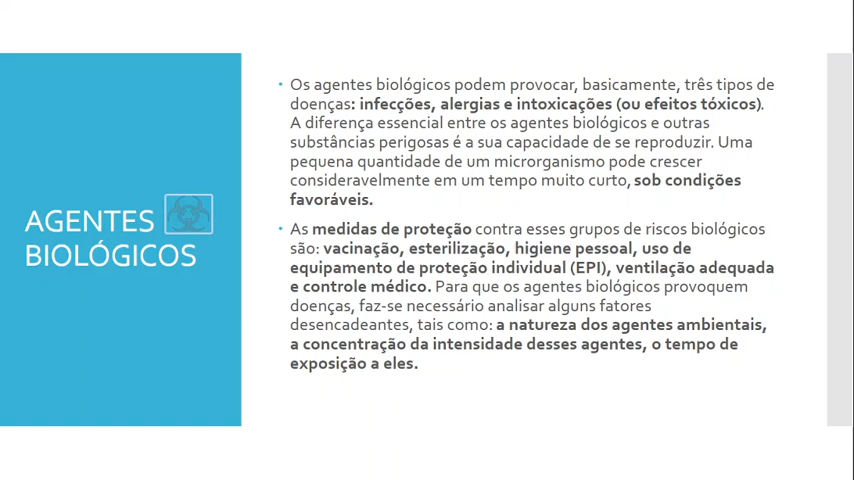 AGENTES
BIOLÓGICOS
• Os agentes biológicos podem provocar, basicamente, três tipos de
doenças: infecções, alergias e intoxicações (ou efeitos tóxicos).
A diferença essencial entre os agentes biológicos e outras
substâncias perigosas é a sua capacidade de se reproduzir. Uma
pequena quantidade de um microrganismo pode crescer
consideravelmente em um tempo muito curto, sob condições
favoráveis.
• As medidas de proteção contra esses grupos de riscos biológicos
são: vacinação, esterilização, higiene pessoal, uso de
equipamento de proteção individual (EPI), ventilação adequada
e controle médico. Para que os agentes biológicos provoquem
doenças, faz-se necessário analisar alguns fatores
desencadeantes, tais como: a natureza dos agentes ambientais,
a concentração da intensidade desses agentes, o tempo de
exposição a eles.